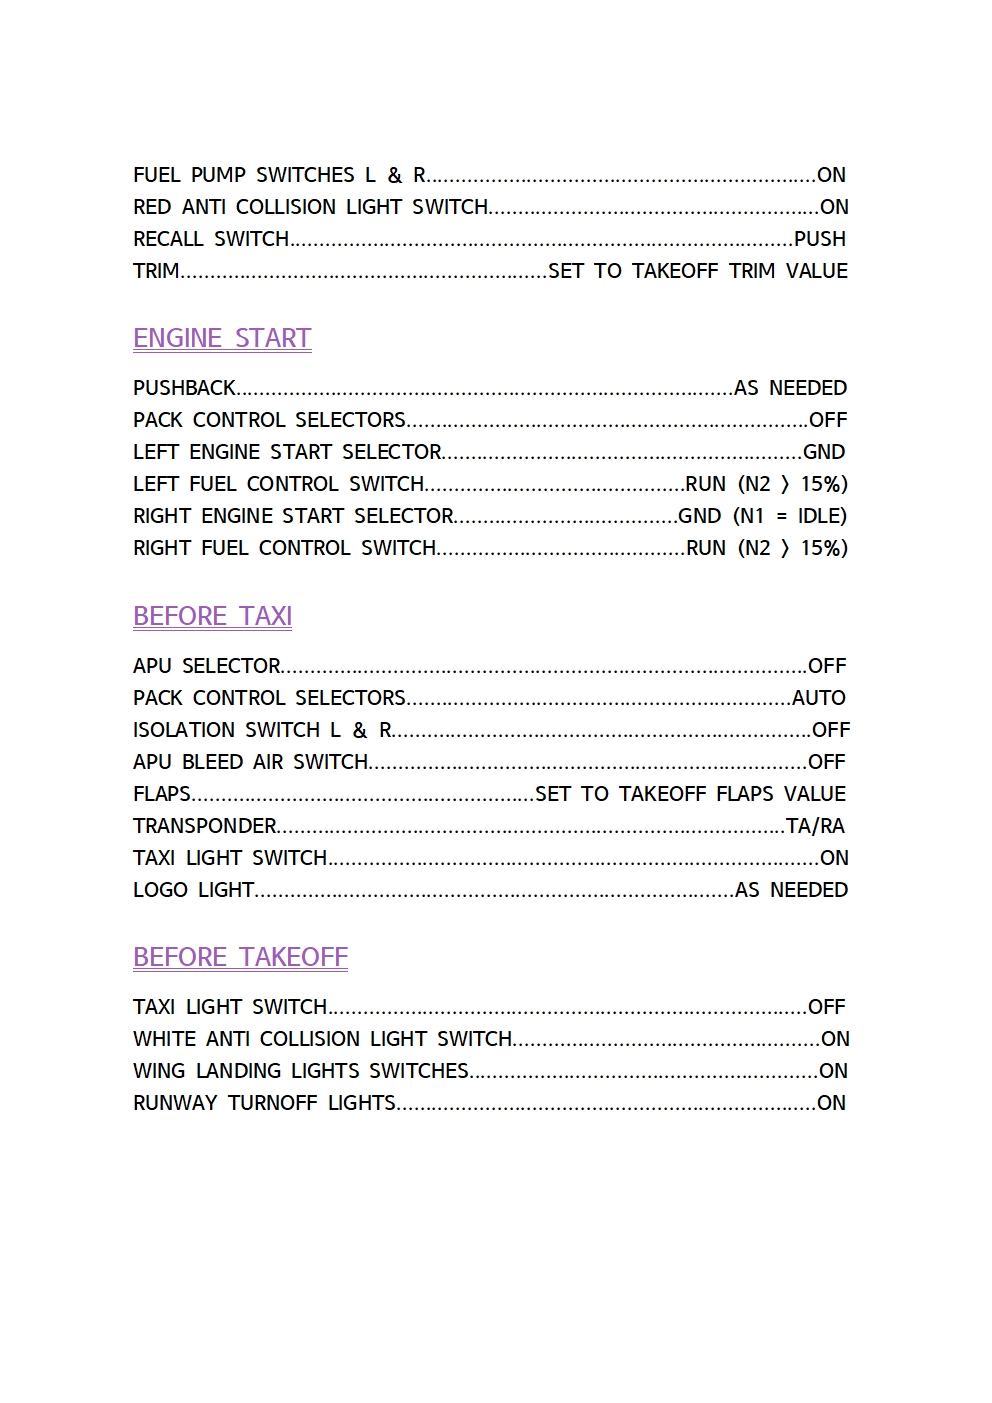 FUEL PUMP SWITCHES L & R..................................................................ON
RED ANTI COLLISION LIGHT SWITCH........................................................ON
RECALL SWITCH.....................................................................................PUSH
TRIM..............................................................SET TO TAKEOFF TRIM VALUE
ENGINE START
PUSHBACK....................................................................................AS NEEDED
PACK CONTROL SELECTORS....................................................................OFF
LEFT ENGINE START SELECTOR.............................................................GND
LEFT FUEL CONTROL SWITCH............................................RUN (N2 〉 15%)
RIGHT ENGINE START SELECTOR......................................GND (N1 = IDLE)
RIGHT FUEL CONTROL SWITCH..........................................RUN (N2 〉 15%)
BEFORE TAXI
APU SELECTOR.........................................................................................OFF
PACK CONTROL SELECTORS.................................................................AUTO
ISOLATION SWITCH L & R.......................................................................OFF
APU BLEED AIR SWITCH..........................................................................OFF
FLAPS..........................................................SET TO TAKEOFF FLAPS VALUE
TRANSPONDER......................................................................................TA/RA
TAXI LIGHT SWITCH...................................................................................ON
LOGO LIGHT.................................................................................AS NEEDED
BEFORE TAKEOFF
TAXI LIGHT SWITCH.................................................................................OFF
WHITE ANTI COLLISION LIGHT SWITCH....................................................ON
WING LANDING LIGHTS SWITCHES...........................................................ON
RUNWAY TURNOFF LIGHTS.......................................................................ON